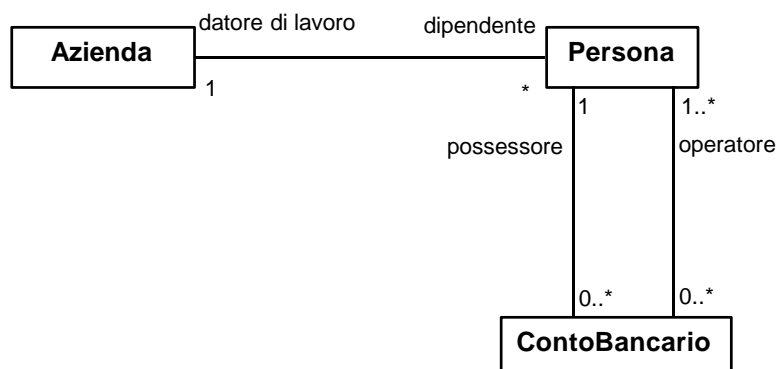 datore di lavoro
dipendente
Azienda
Persona
1
*
1
1..*
possessore
operatore
0..*
0..*
ContoBancario